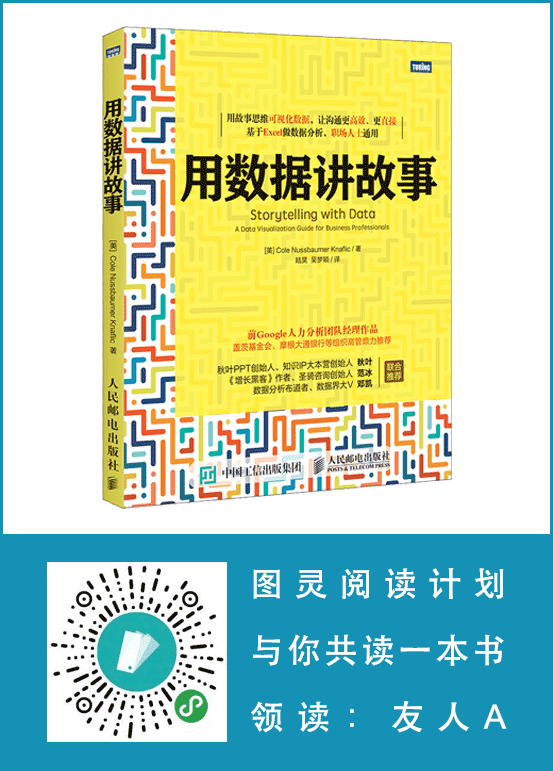 TURING
图灵教育
用故事思维可视化数据，让沟通更高效、更直接
基于Excel做数据分析，职场人士通用
用数据讲故事
Storytelling with Data
A Data Visualization Guide for Business Professionals
[美] Cole Nussbaumer Knaflic / 著
陆昊 吴梦颖 / 译
前Google人力分析团队经理作品
盖茨基金会、摩根大通银行等组织高管鼎力推荐
秋叶PPT创始人、知识IP大本营创始人 秋叶
《增长黑客》作者、圣骑咨询创始人 范冰
数据分析布道者、数据界大V 邓凯
联合
推荐
中国工信出版集团
人民邮电出版社
POSTS & TELECOM PRESS
TURING
用数据讲故事
[美] Cole Nussbaumer Knaflic 著
人民邮电出版社
图灵阅读计划
与你共读一本书
领读：友人A